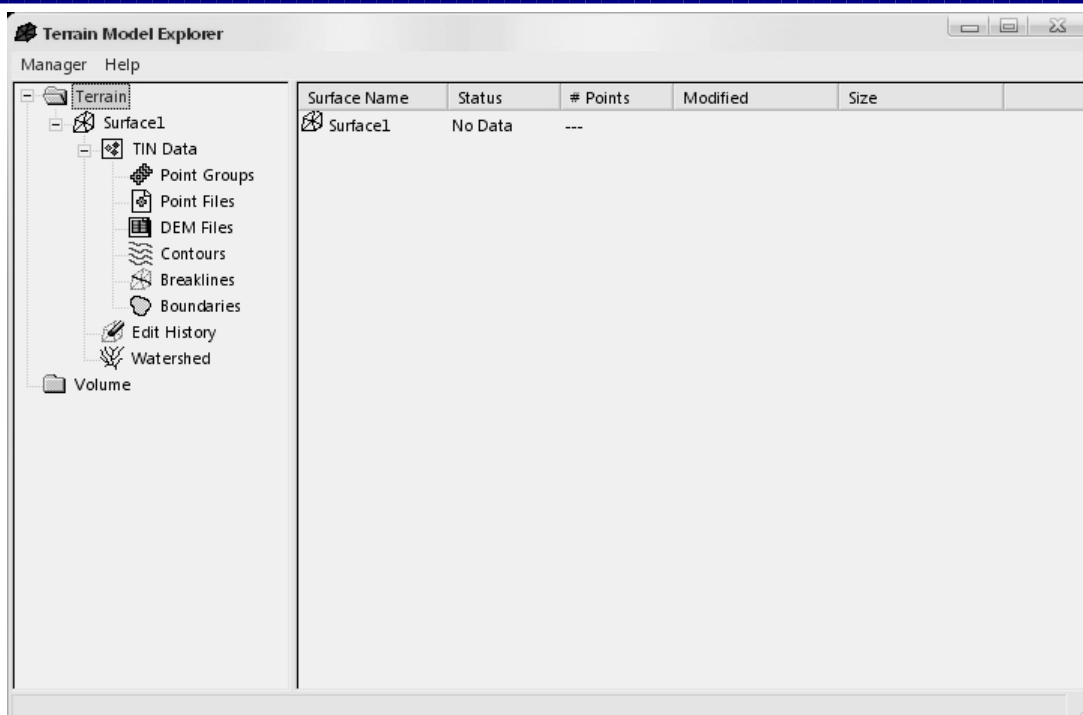 Terrain Model Explorer
Manager Help
Terrain
Surface1
TIN Data
Point Groups
Point Files
DEM Files
Contours
Breaklines
Boundaries
Edit History
Watershed
Volume
Surface Name Status # Points Modified Size
Surface1 No Data ---